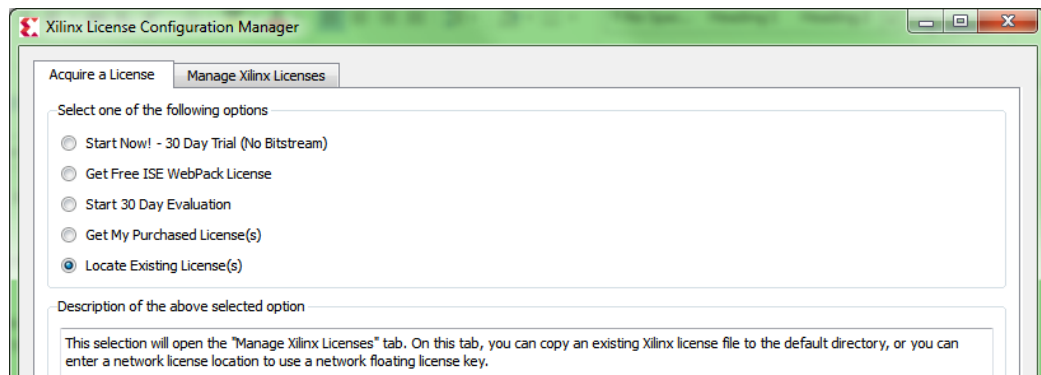 Xilinx License Configuration Manager
Acquire a License
Manage Xilinx Licenses
Select one of the following options
Start Now! - 30 Day Trial (No Bitstream)
Get Free ISE WebPack License
Start 30 Day Evaluation
Get My Purchased License(s)
Locate Existing License(s)
Description of the above selected option
This selection will open the "Manage Xilinx Licenses" tab. On this tab, you can copy an existing Xilinx license file to the default directory, or you can
enter a network license location to use a network floating license key.